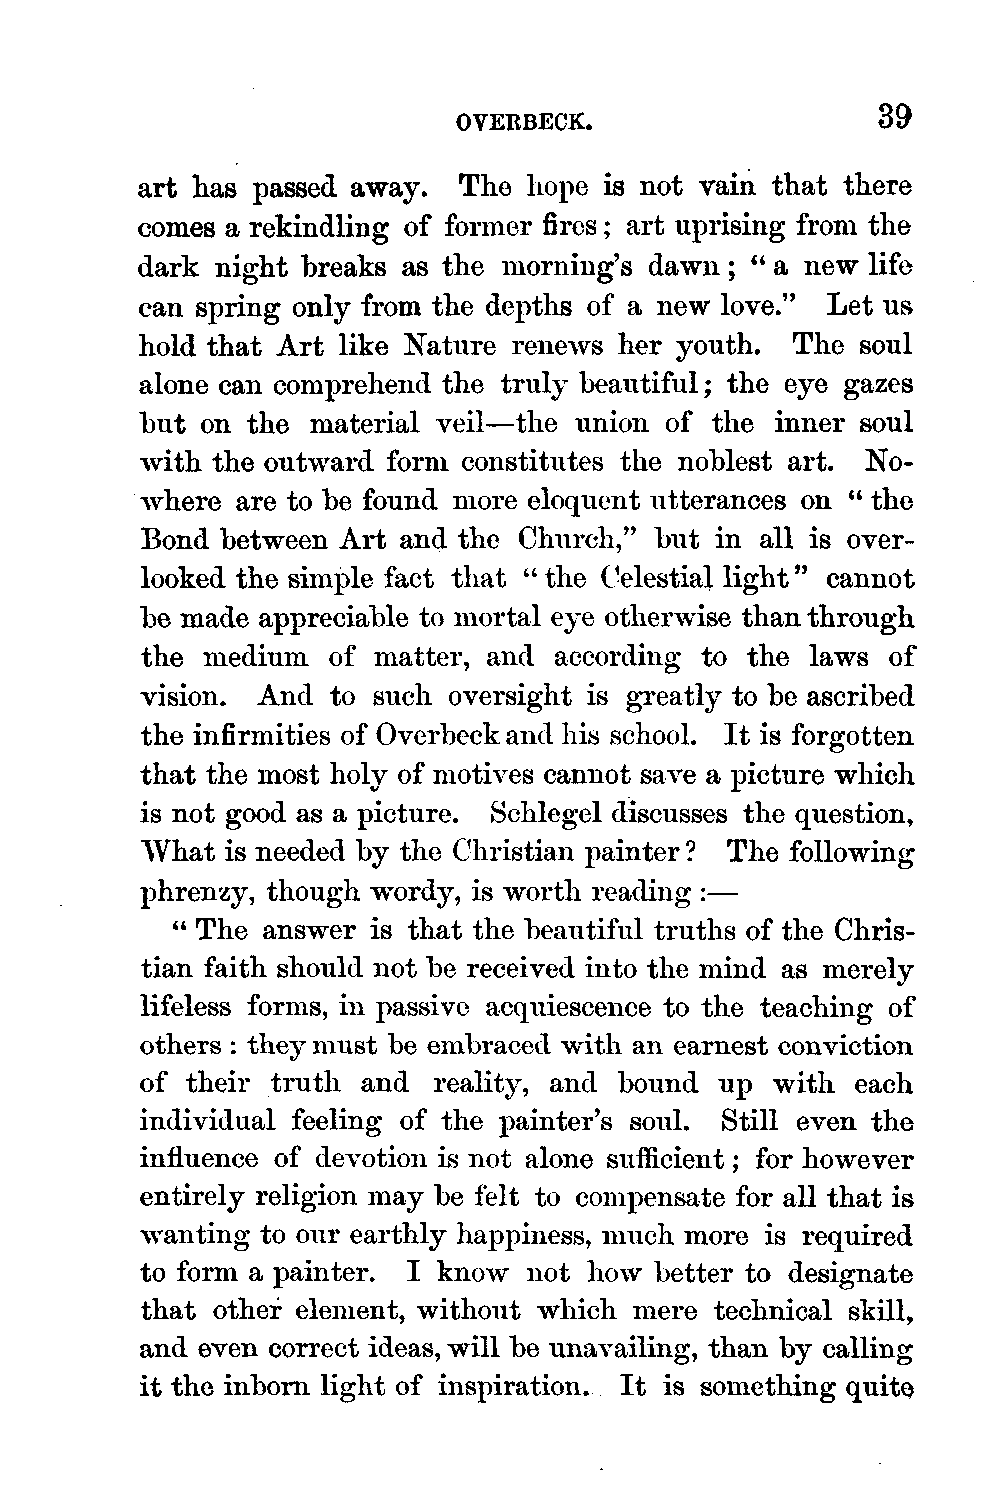 OVERBECK. 39
art has passed away. The hope is not vain that there
comes a rekindling of former fires; art uprising from the
dark night breaks as the morning's dawn; "a new life
can spring only from the depths of a new love." Let us
hold that Art like Nature renews her youth. The soul
alone can comprehend the truly beautiful; the eye gazes
but on the material veil—the union of the inner soul
with the outward form constitutes the noblest art. No-
where are to be found more eloquent utterances on "the
Bond between Art and the Church," but in all is over-
looked the simple fact that "the Celestial light" cannot
be made appreciable to mortal eye otherwise than through
the medium of matter, and according to the laws of
vision. And to such oversight is greatly to be ascribed
the infirmities of Overbeck and his school. It is forgotten
that the most holy of motives cannot save a picture which
is not good as a picture. Schlegel discusses the question,
What is needed by the Christian painter? The following
phrenzy, though wordy, is worth reading:—
"The answer is that the beautiful truths of the Chris-
tian faith should not be received into the mind as merely
lifeless forms, in passive acquiescence to the teaching of
others: they must be embraced with an earnest conviction
of their truth and reality, and bound up with each
individual feeling of the painter's soul. Still even the
influence of devotion is not alone sufficient; for however
entirely religion may be felt to compensate for all that is
wanting to our earthly happiness, much more is required
to form a painter. I know not how better to designate
that other element, without which mere technical skill,
and even correct ideas, will be unavailing, than by calling
it the inborn light of inspiration. It is something quite